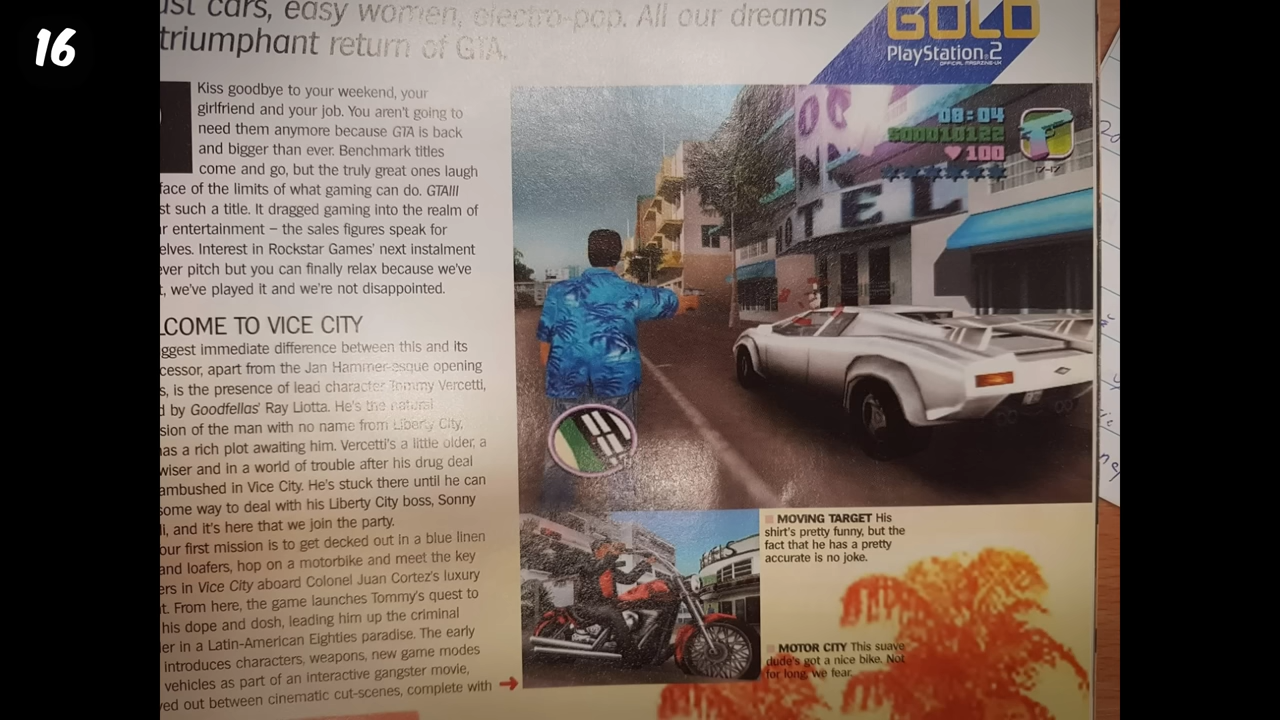 16
ust cars, easy women, electro-pop. All our dreams
triumphant return of GTA.
GOLD
PlayStation 2
OFFICIAL MAGAZINE-UK
Kiss goodbye to your weekend, your
girlfriend and your job. You aren't going to
need them anymore because GTA is back
and bigger than ever. Benchmark titles
come and go, but the truly great ones laugh
face of the limits of what gaming can do. GTAIII
st such a title. It dragged gaming into the realm of
r entertainment – the sales figures speak for
elves. Interest in Rockstar Games' next instalment
ever pitch but you can finally relax because we've
t, we've played it and we're not disappointed.
LCOME TO VICE CITY
ggest immediate difference between this and its
cessor, apart from the Jan Hammer-esque opening
s, is the presence of lead character Tommy Vercetti,
d by Goodfellas' Ray Liotta. He's the natural
sion of the man with no name from Liberty City,
as a rich plot awaiting him. Vercetti's a little older, a
wiser and in a world of trouble after his drug deal
ambushed in Vice City. He's stuck there until he can
some way to deal with his Liberty City boss, Sonny
li, and it's here that we join the party.
our first mission is to get decked out in a blue linen
and loafers, hop on a motorbike and meet the key
ers in Vice City aboard Colonel Juan Cortez's luxury
t. From here, the game launches Tommy's quest to
his dope and dosh, leading him up the criminal
er in a Latin-American Eighties paradise. The early
introduces characters, weapons, new game modes
vehicles as part of an interactive gangster movie,
yed out between cinematic cut-scenes, complete with
08:04
$00010122
100
17-17
OTEL
MOVING TARGET His
shirt's pretty funny, but the
fact that he has a pretty
accurate is no joke.
MOTOR CITY This suave
dude's got a nice bike. Not
for long, we fear.